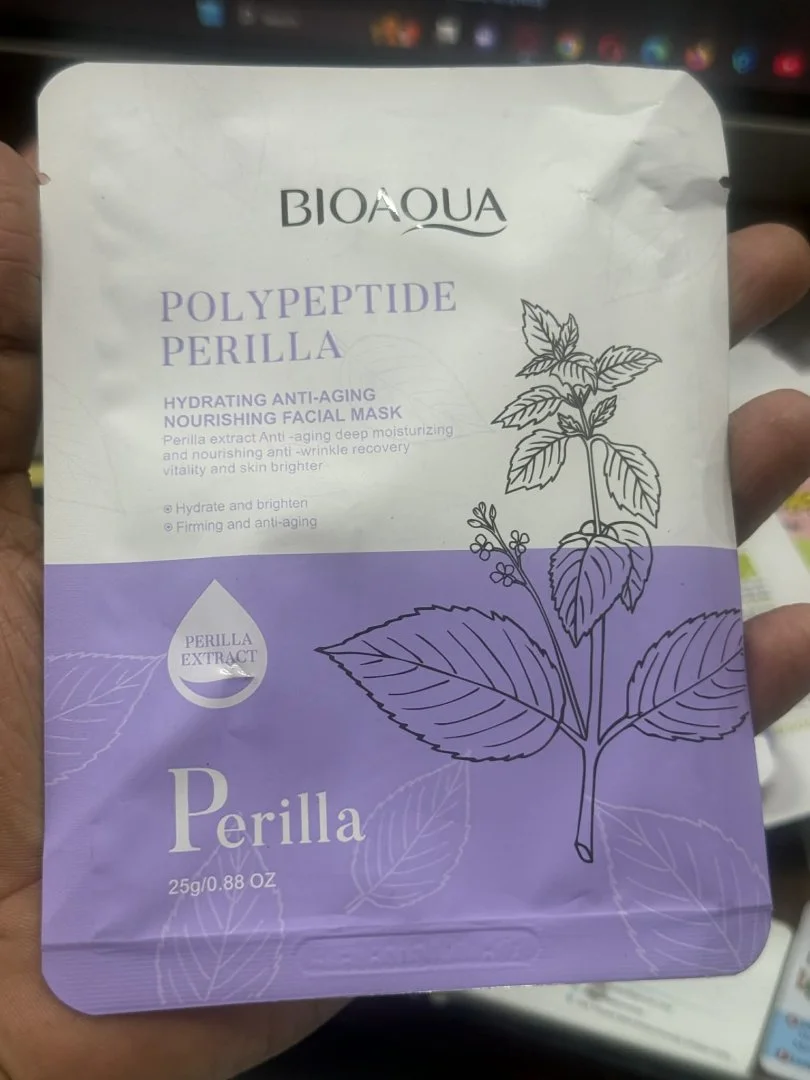 BIOAQUA
POLYPEPTIDE
PERILLA
HYDRATING ANTI-AGING
NOURISHING FACIAL MASK
Perilla extract Anti -aging deep moisturizing
and nourishing anti -wrinkle recovery
vitality and skin brighter
Hydrate and brighten
Firming and anti-aging
PERILLA
EXTRACT
Perilla
25g/0.88 OZ